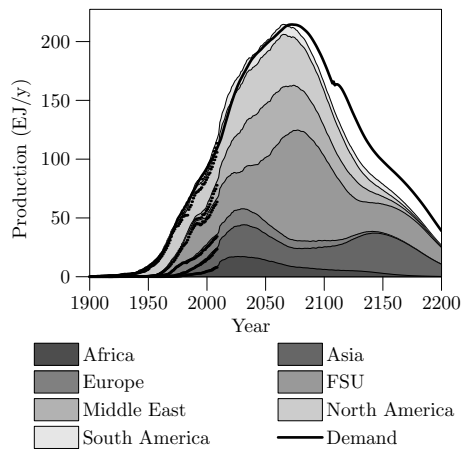 Production (EJ/y)
200
150
100
50
0
1900 1950 2000 2050 2100 2150 2200
Year
Africa Asia
Europe FSU
Middle East North America
South America Demand